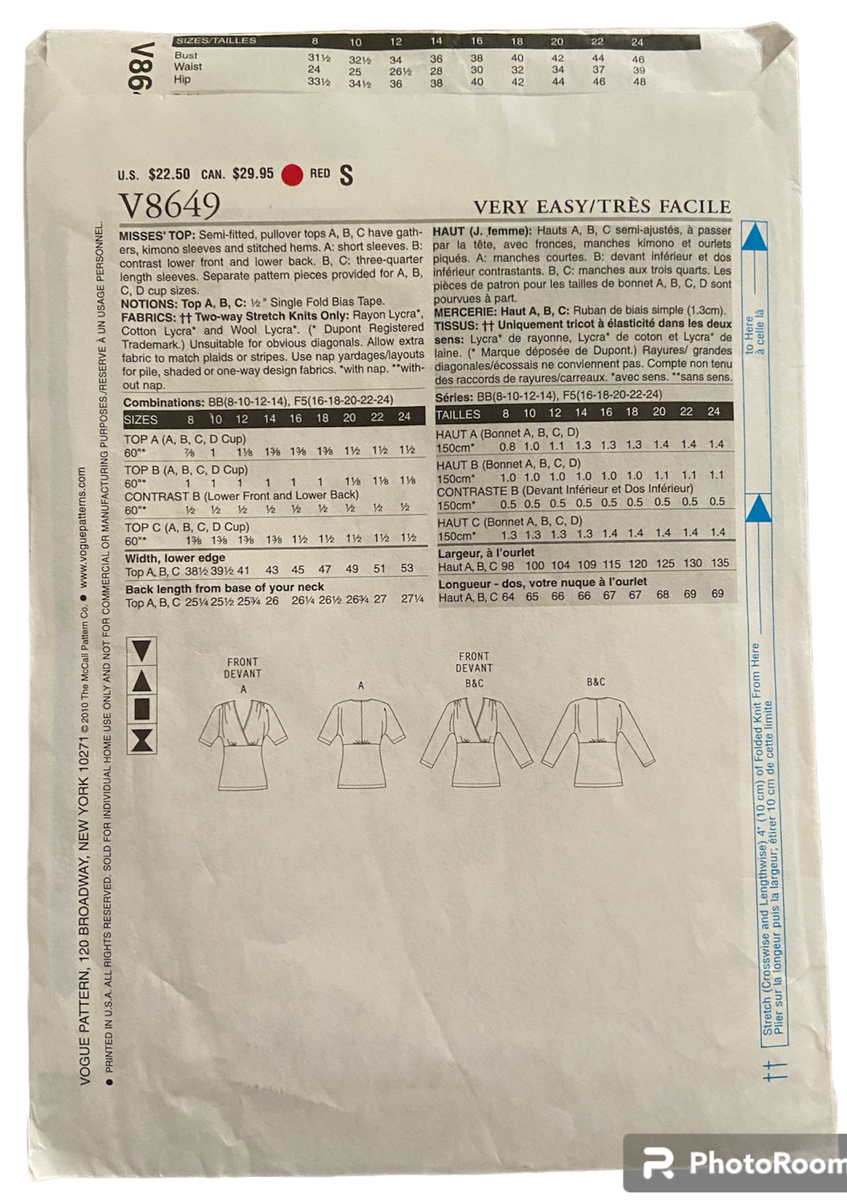 V86
SIZES/TAILLES 8 10 12 14 16 18 20 22 24
Bust 31½ 32½ 34 36 38 40 42 44 46
Waist 24 25 26½ 28 30 32 34 37 39
Hip 33½ 34½ 36 38 40 42 44 46 48
U.S. $22.50 CAN. $29.95 RED S
V8649
VERY EASY/TRÈS FACILE
MISSES' TOP: Semi-fitted, pullover tops A, B, C have gath-
ers, kimono sleeves and stitched hems. A: short sleeves. B:
contrast lower front and lower back. B, C: three-quarter
length sleeves. Separate pattern pieces provided for A, B,
C, D cup sizes.
NOTIONS: Top A, B, C: ½" Single Fold Bias Tape.
FABRICS: †† Two-way Stretch Knits Only: Rayon Lycra*,
Cotton Lycra* and Wool Lycra*. (* Dupont Registered
Trademark.) Unsuitable for obvious diagonals. Allow extra
fabric to match plaids or stripes. Use nap yardages/layouts
for pile, shaded or one-way design fabrics. *with nap. **with-
out nap.
Combinations: BB(8-10-12-14), F5(16-18-20-22-24)
SIZES 8 10 12 14 16 18 20 22 24
TOP A (A, B, C, D Cup)
60"* ⅞ 1 1⅛ 1⅜ 1⅜ 1⅜ 1½ 1½ 1½
TOP B (A, B, C, D Cup)
60"* 1 1 1 1 1 1 1⅛ 1⅛ 1⅛
CONTRAST B (Lower Front and Lower Back)
60"* ½ ½ ½ ½ ½ ½ ½ ½ ½
TOP C (A, B, C, D Cup)
60"* 1⅜ 1⅜ 1⅜ 1⅜ 1½ 1½ 1½ 1½ 1½
Width, lower edge
Top A, B, C 38½ 39½ 41 43 45 47 49 51 53
Back length from base of your neck
Top A, B, C 25¼ 25½ 25¾ 26 26¼ 26½ 26¾ 27 27¼
HAUT (J. femme): Hauts A, B, C semi-ajustés, à passer
par la tête, avec fronces, manches kimono et ourlets
piqués. A: manches courtes. B: devant inférieur et dos
inférieur contrastants. B, C: manches aux trois quarts. Les
pièces de patron pour les tailles de bonnet A, B, C, D sont
pourvues à part.
MERCERIE: Haut A, B, C: Ruban de biais simple (1.3cm).
TISSUS: †† Uniquement tricot à élasticité dans les deux
sens: Lycra* de rayonne, Lycra* de coton et Lycra* de
laine. (* Marque déposée de Dupont.) Rayures/ grandes
diagonales/écossais ne conviennent pas. Compte non tenu
des raccords de rayures/carreaux. *avec sens. **sans sens.
Séries: BB(8-10-12-14), F5(16-18-20-22-24)
TAILLES 8 10 12 14 16 18 20 22 24
HAUT A (Bonnet A, B, C, D)
150cm* 0.8 1.0 1.1 1.3 1.3 1.3 1.4 1.4 1.4
HAUT B (Bonnet A, B, C, D)
150cm* 1.0 1.0 1.0 1.0 1.0 1.0 1.1 1.1 1.1
CONTRASTE B (Devant Inférieur et Dos Inférieur)
150cm* 0.5 0.5 0.5 0.5 0.5 0.5 0.5 0.5 0.5
HAUT C (Bonnet A, B, C, D)
150cm* 1.3 1.3 1.3 1.3 1.4 1.4 1.4 1.4 1.4
Largeur, à l'ourlet
Haut A, B, C 98 100 104 109 115 120 125 130 135
Longueur - dos, votre nuque à l'ourlet
Haut A, B, C 64 65 66 66 67 67 68 69 69
FRONT
DEVANT
A
A
FRONT
DEVANT
B&C
B&C
VOGUE PATTERN, 120 BROADWAY, NEW YORK 10271 © 2010 The McCall Pattern Co. ● www.voguepatterns.com
● PRINTED IN U.S.A. ALL RIGHTS RESERVED. SOLD FOR INDIVIDUAL HOME USE ONLY AND NOT FOR COMMERCIAL OR MANUFACTURING PURPOSES./RESERVÉ À UN USAGE PERSONNEL.
†† Stretch (Crosswise and Lengthwise) 4" (10 cm) of Folded Knit From Here
Plier sur la longeur puis la largeur; étirer 10 cm de cette limite
to Here
à celle là
PhotoRoom